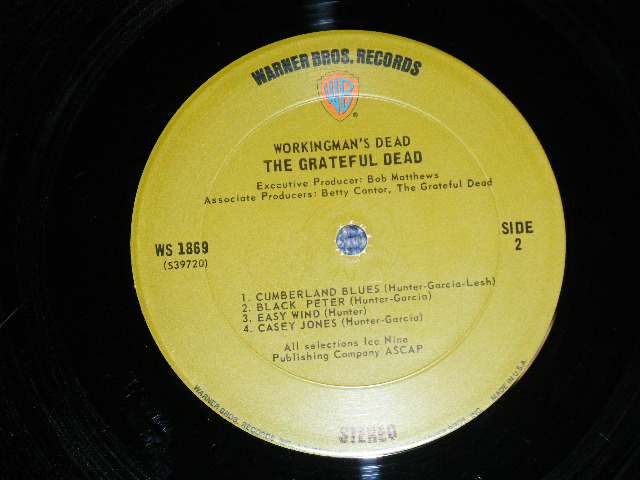 WARNER BROS. RECORDS
WB
®
WORKINGMAN'S DEAD
THE GRATEFUL DEAD
Executive Producer: Bob Matthews
Associate Producers: Betty Cantor, The Grateful Dead
WS 1869
(S39720)
SIDE
2
1. CUMBERLAND BLUES (Hunter-Garcia-Lesh)
2. BLACK PETER (Hunter-Garcia)
3. EASY WIND (Hunter)
4. CASEY JONES (Hunter-Garcia)
All selections Ice Nine
Publishing Company ASCAP
STEREO
WARNER BROS. RECORDS, INC.
MADE IN U.S.A.